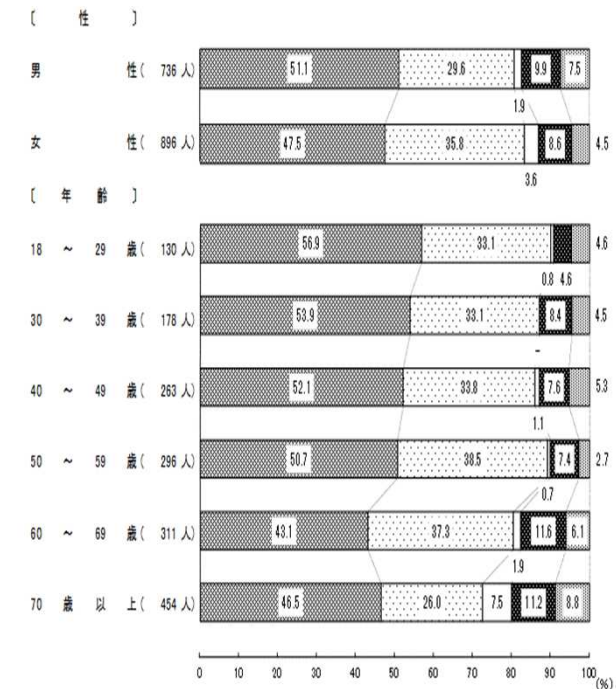 〔 性 〕
男 性( 736 人) 51.1 29.6 9.9 7.5
1.9
女 性( 896 人) 47.5 35.8 8.6 4.5
3.6
〔 年 齢 〕
18 ～ 29 歳( 130 人) 56.9 33.1 4.6
0.8 4.6
30 ～ 39 歳( 178 人) 53.9 33.1 8.4 4.5
-
40 ～ 49 歳( 263 人) 52.1 33.8 7.6 5.3
1.1
50 ～ 59 歳( 296 人) 50.7 38.5 7.4 2.7
0.7
60 ～ 69 歳( 311 人) 43.1 37.3 11.6 6.1
1.9
70 歳 以 上( 454 人) 46.5 26.0 7.5 11.2 8.8
0 10 20 30 40 50 60 70 80 90 100
(%)